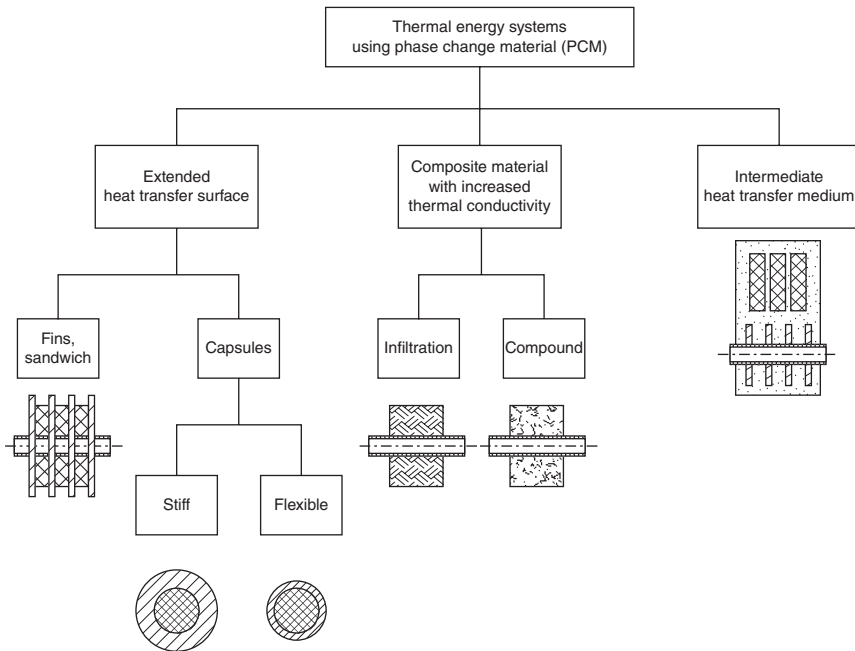 Thermal energy systems
using phase change material (PCM)
Extended
heat transfer surface
Composite material
with increased
thermal conductivity
Intermediate
heat transfer medium
Fins,
sandwich
Capsules
Infiltration
Compound
Stiff
Flexible